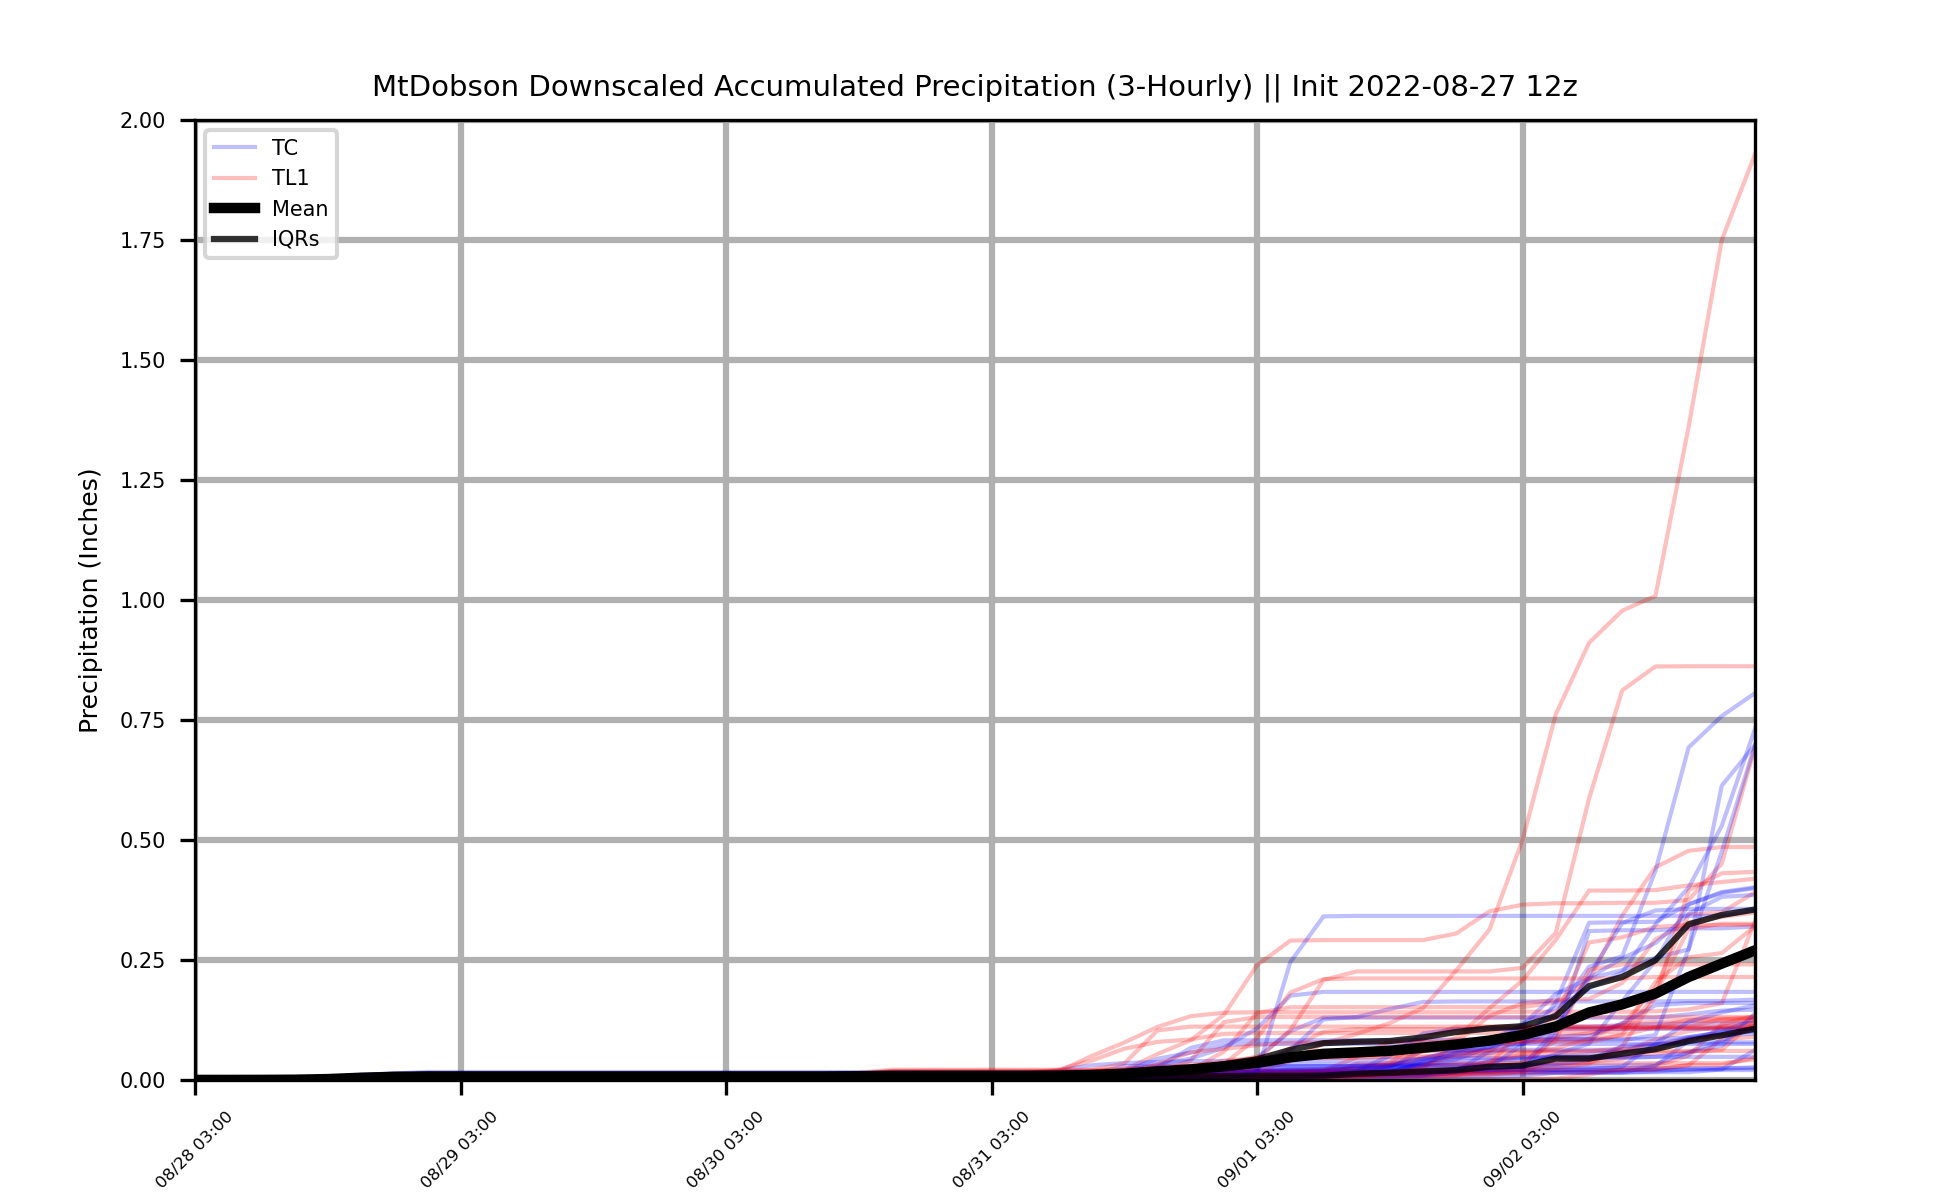 MtDobson Downscaled Accumulated Precipitation (3-Hourly) || Init 2022-08-27 12z
TC
TL1
Mean
IQRs
Precipitation (Inches)
2.00
1.75
1.50
1.25
1.00
0.75
0.50
0.25
0.00
08/28 03:00
08/29 03:00
08/30 03:00
08/31 03:00
09/01 03:00
09/02 03:00